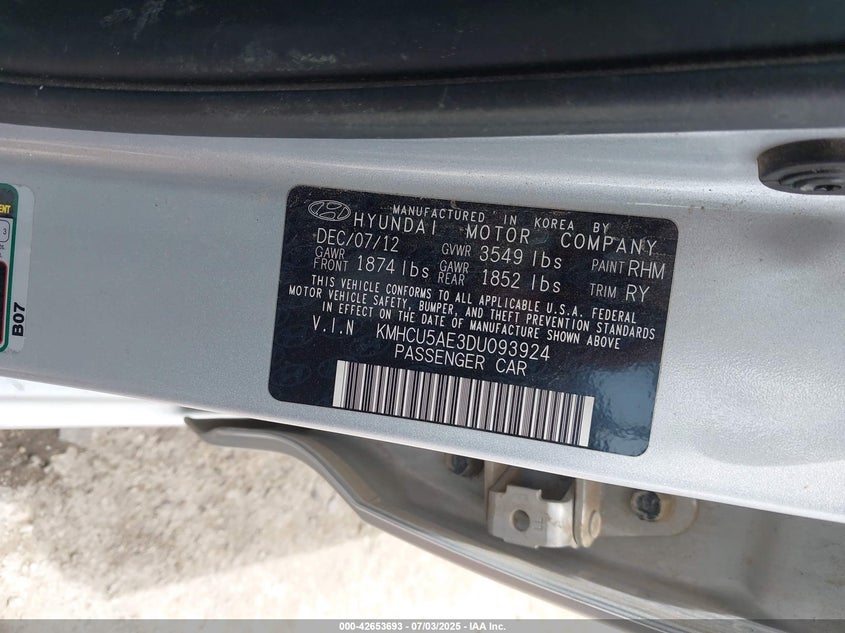 MANUFACTURED IN KOREA BY
HYUNDAI MOTOR COMPANY
DEC/07/12 GVWR 3549 lbs PAINT RHM
GAWR FRONT 1874 lbs GAWR REAR 1852 lbs TRIM RY
THIS VEHICLE CONFORMS TO ALL APPLICABLE U.S.A. FEDERAL
MOTOR VEHICLE SAFETY, BUMPER, AND THEFT PREVENTION STANDARDS
IN EFFECT ON THE DATE OF MANUFACTURE SHOWN ABOVE
V.I.N KMHCU5AE3DU093924
PASSENGER CAR
3
B07
000-42653693 - 07/03/2025 - IAA Inc.